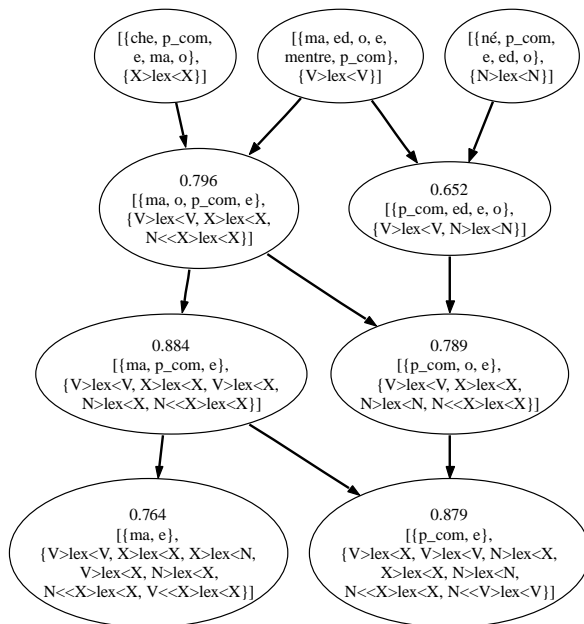 [{che, p_com,
e, ma, o},
{X>lex<X}]
[{ma, ed, o, e,
mentre, p_com},
{V>lex<V}]
[{né, p_com,
e, ed, o},
{N>lex<N}]
0.796
[{ma, o, p_com, e},
{V>lex<V, X>lex<X,
N<<X>lex<X}]
0.652
[{p_com, ed, e, o},
{V>lex<V, N>lex<N}]
0.884
[{ma, p_com, e},
{V>lex<V, X>lex<X, V>lex<X,
N>lex<X, N<<X>lex<X}]
0.789
[{p_com, o, e},
{V>lex<V, X>lex<X,
N>lex<N, N<<X>lex<X}]
0.764
[{ma, e},
{V>lex<V, X>lex<X, X>lex<N,
V>lex<X, N>lex<X,
N<<X>lex<X, V<<X>lex<X}]
0.879
[{p_com, e},
{V>lex<X, V>lex<V, N>lex<X,
X>lex<X, N>lex<N,
N<<X>lex<X, N<<V>lex<V}]